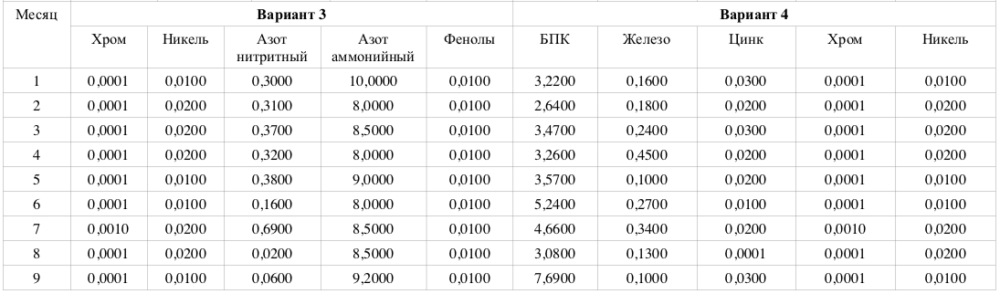 Месяц Вариант 3 Вариант 4
Хром Никель Азот нитритный Азот аммонийный Фенолы БПК Железо Цинк Хром Никель
1 0,0001 0,0100 0,3000 10,0000 0,0100 3,2200 0,1600 0,0300 0,0001 0,0100
2 0,0001 0,0200 0,3100 8,0000 0,0100 2,6400 0,1800 0,0200 0,0001 0,0200
3 0,0001 0,0200 0,3700 8,5000 0,0100 3,4700 0,2400 0,0300 0,0001 0,0200
4 0,0001 0,0200 0,3200 8,0000 0,0100 3,2600 0,4500 0,0200 0,0001 0,0200
5 0,0001 0,0100 0,3800 9,0000 0,0100 3,5700 0,1000 0,0200 0,0001 0,0100
6 0,0001 0,0100 0,1600 8,0000 0,0100 5,2400 0,2700 0,0100 0,0001 0,0100
7 0,0010 0,0200 0,6900 8,5000 0,0100 4,6600 0,3400 0,0200 0,0010 0,0200
8 0,0001 0,0200 0,0200 8,5000 0,0100 3,0800 0,1300 0,0001 0,0001 0,0200
9 0,0001 0,0100 0,0600 9,2000 0,0100 7,6900 0,1000 0,0300 0,0001 0,0100